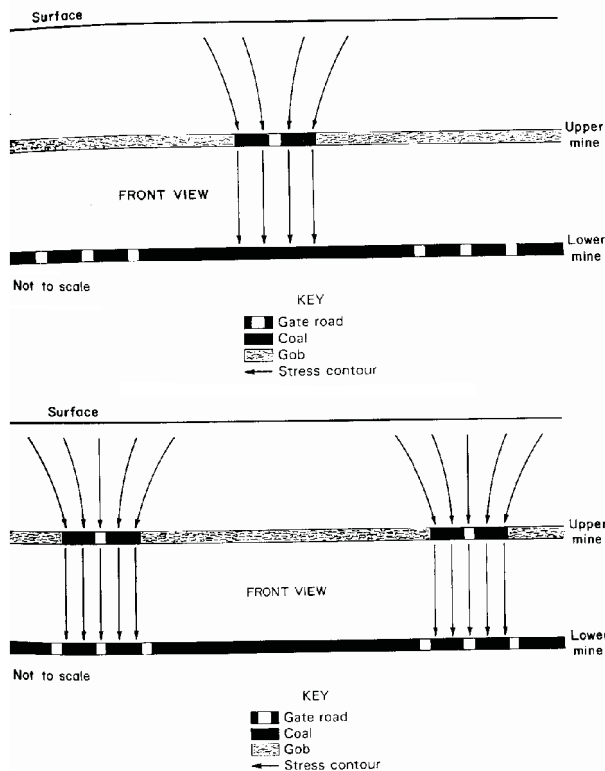 Surface
Upper
mine
FRONT VIEW
Lower
mine
Not to scale
KEY
Gate road
Coal
Gob
Stress contour
Surface
Upper
mine
FRONT VIEW
Lower
mine
Not to scale
KEY
Gate road
Coal
Gob
Stress contour